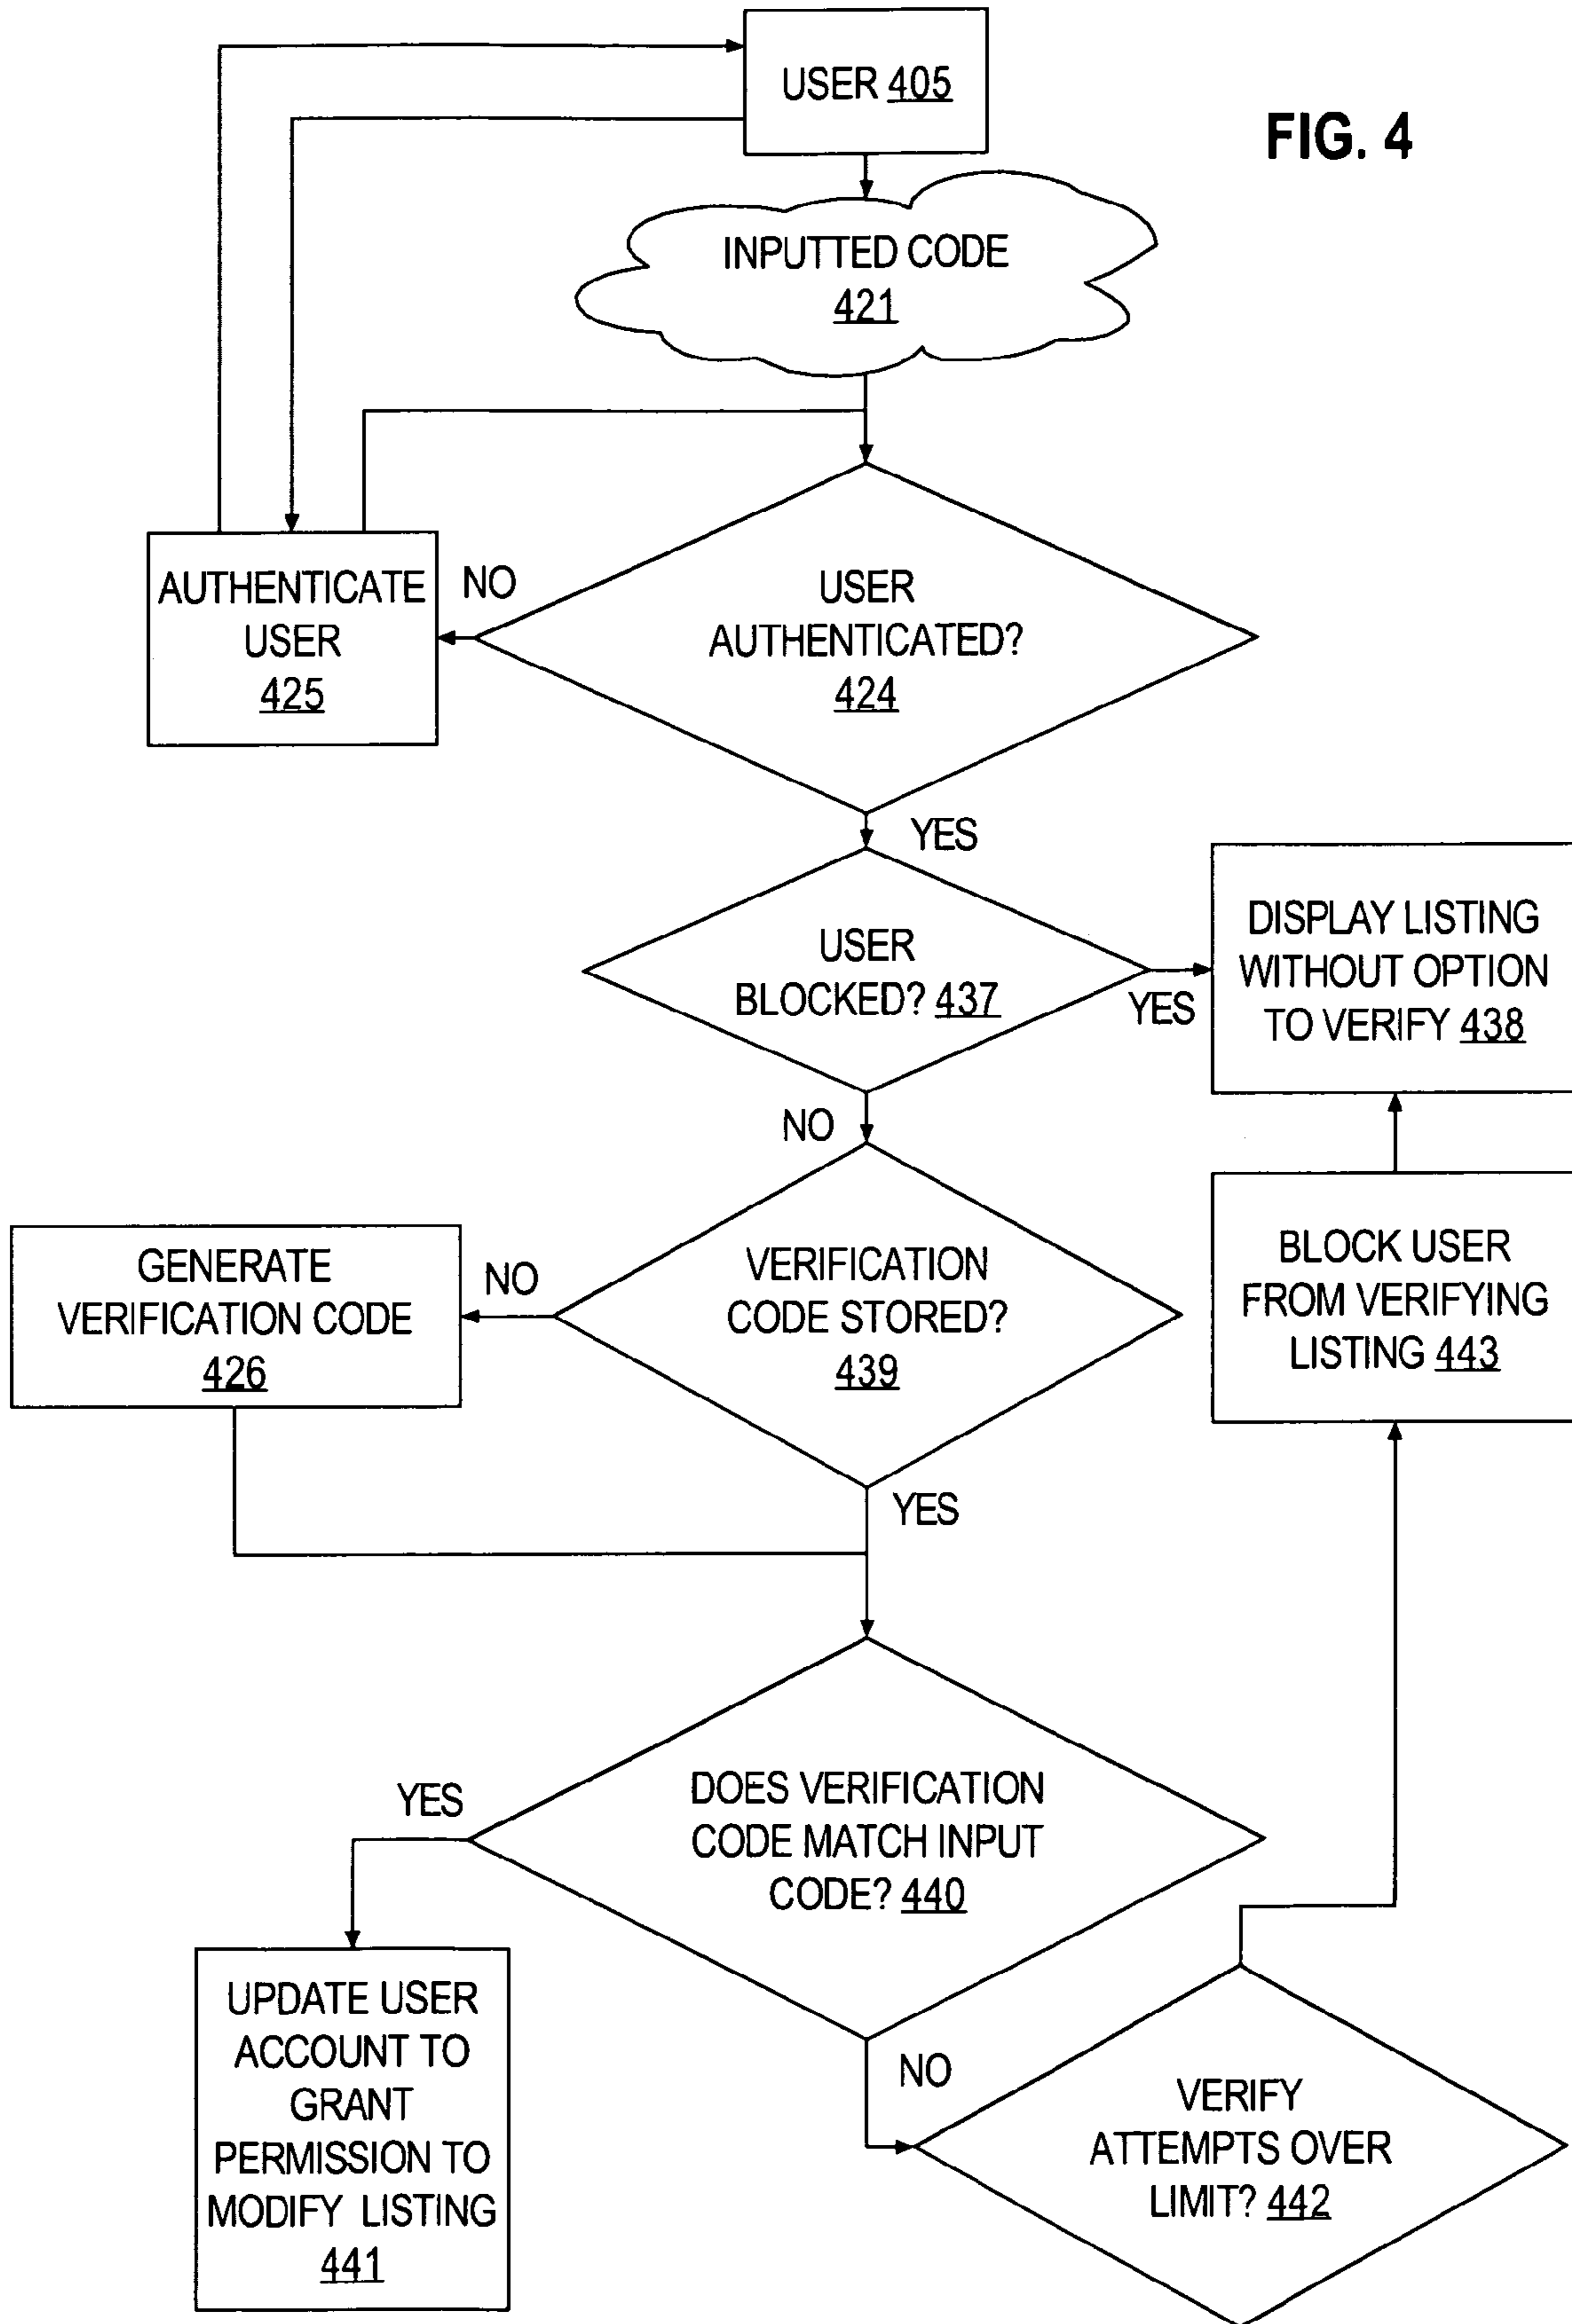 USER 405
FIG. 4
INPUTTED CODE
421
AUTHENTICATE
USER
425
NO
USER
AUTHENTICATED?
424
YES
USER
BLOCKED? 437
YES
DISPLAY LISTING
WITHOUT OPTION
TO VERIFY 438
NO
GENERATE
VERIFICATION CODE
426
NO
VERIFICATION
CODE STORED?
439
BLOCK USER
FROM VERIFYING
LISTING 443
YES
YES
DOES VERIFICATION
CODE MATCH INPUT
CODE? 440
UPDATE USER
ACCOUNT TO
GRANT
PERMISSION TO
MODIFY LISTING
441
NO
VERIFY
ATTEMPTS OVER
LIMIT? 442